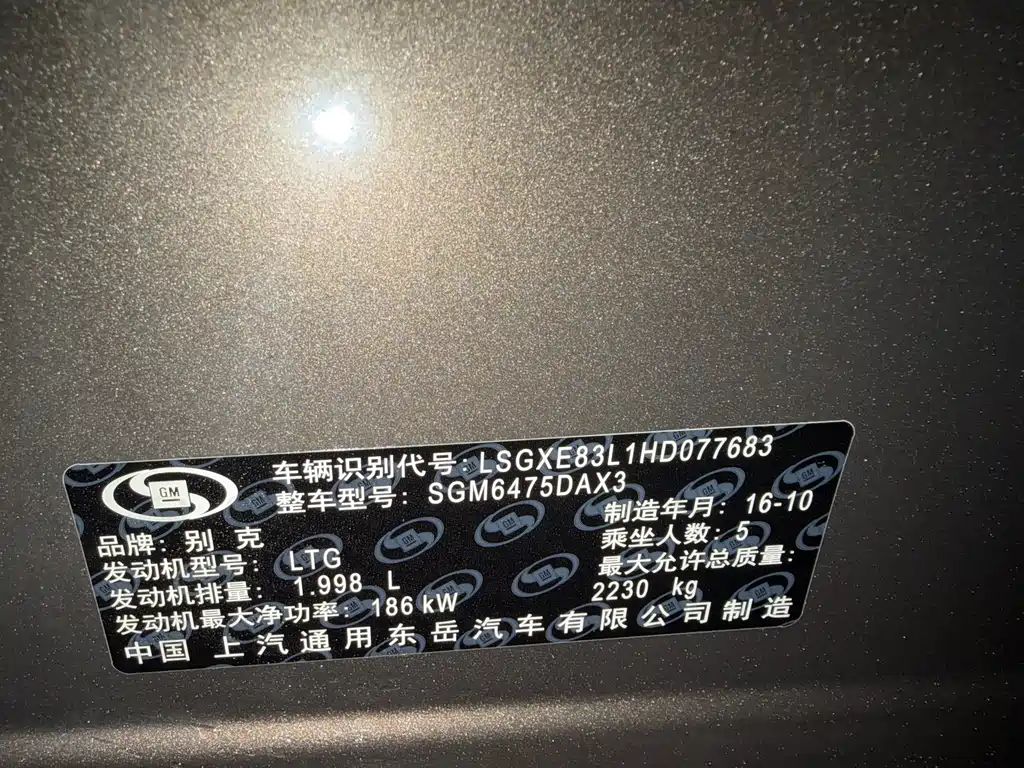 GM
车辆识别代号：LSGXE83L1HD077683
整车型号：SGM6475DAX3
制造年月：16-10
品牌：别克
乘坐人数：5
发动机型号：LTG
最大允许总质量：
发动机排量：1.998 L
2230 kg
发动机最大净功率：186 kW
中国 上汽通用东岳汽车有限公司制造